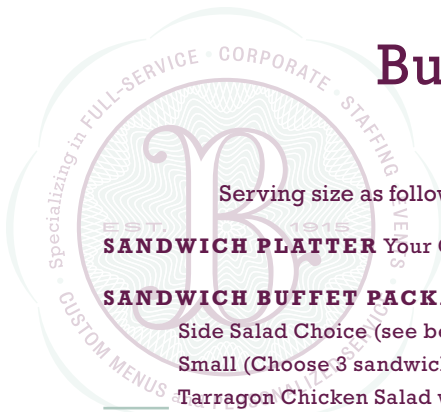 Bu
Specializing in FULL-SERVICE • CORPORATE • STAFFING
EVENTS
CUSTOM MENUS
EST. 1915
B
Serving size as follow
SANDWICH PLATTER Your
SANDWICH BUFFET PACK
Side Salad Choice (see be
Small (Choose 3 sandwich
Tarragon Chicken Salad